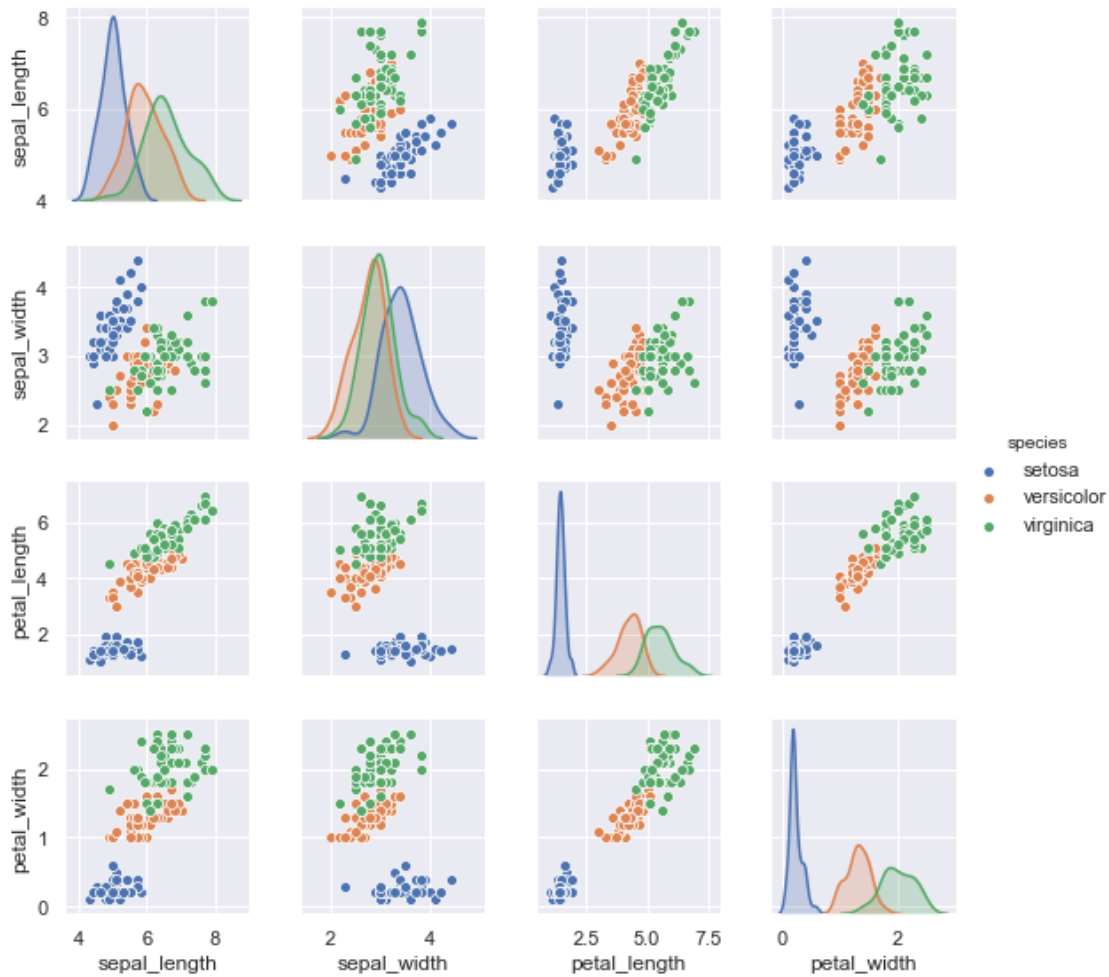 8
6
4
sepal_length
4
3
2
sepal_width
6
4
2
petal_length
2
1
0
petal_width
4 6 8
sepal_length
2 4
sepal_width
2.5 5.0 7.5
petal_length
0 2
petal_width
species
setosa
versicolor
virginica